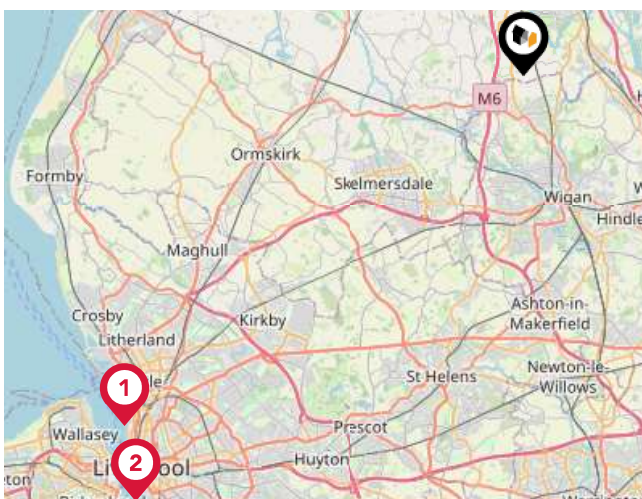 M6
Ormskirk
Formby
Skelmersdale
Wigan
Hindle
Maghull
Crosby
Kirkby
Litherland
Ashton-in-
Makerfield
1
Newton-le-
Willows
St Helens
Wallasey
Prescot
2
Huyton